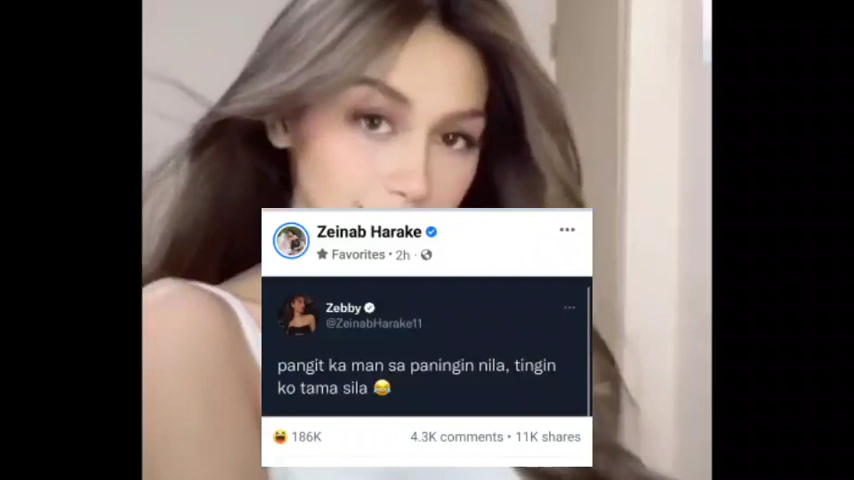 Zeinab Harake
Favorites • 2h •
Zebby
@ZeinabHarake11
pangit ka man sa paningin nila, tingin
ko tama sila 😂
186K
4.3K comments • 11K shares